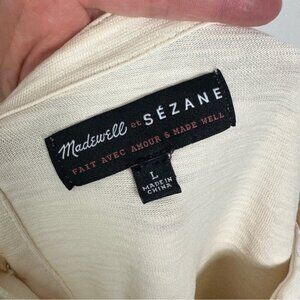 Madewell et SÉZANE
FAIT AVEC AMOUR & MADE WELL
L
MADE IN
CHINA